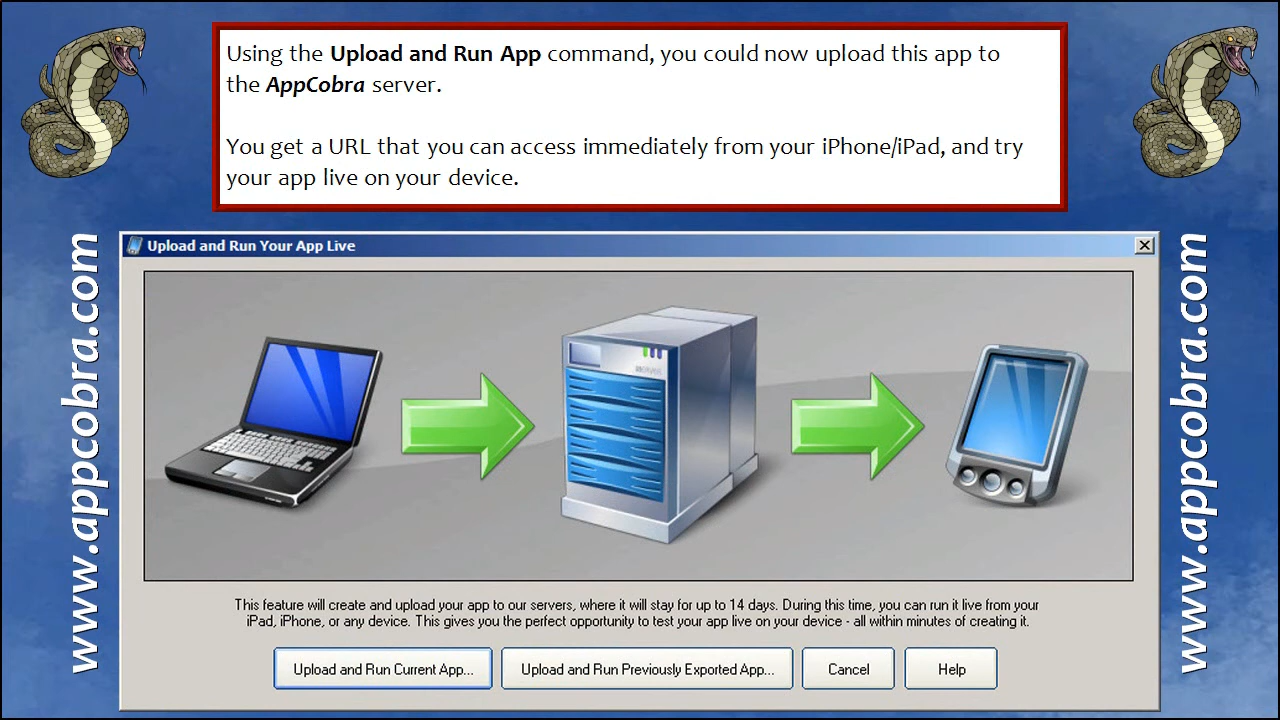 Using the Upload and Run App command, you could now upload this app to
the AppCobra server.
You get a URL that you can access immediately from your iPhone/iPad, and try
your app live on your device.
www.appcobra.com
www.appcobra.com
Upload and Run Your App Live
This feature will create and upload your app to our servers, where it will stay for up to 14 days. During this time, you can run it live from your
iPad, iPhone, or any device. This gives you the perfect opportunity to test your app live on your device - all within minutes of creating it.
Upload and Run Current App...
Upload and Run Previously Exported App...
Cancel
Help